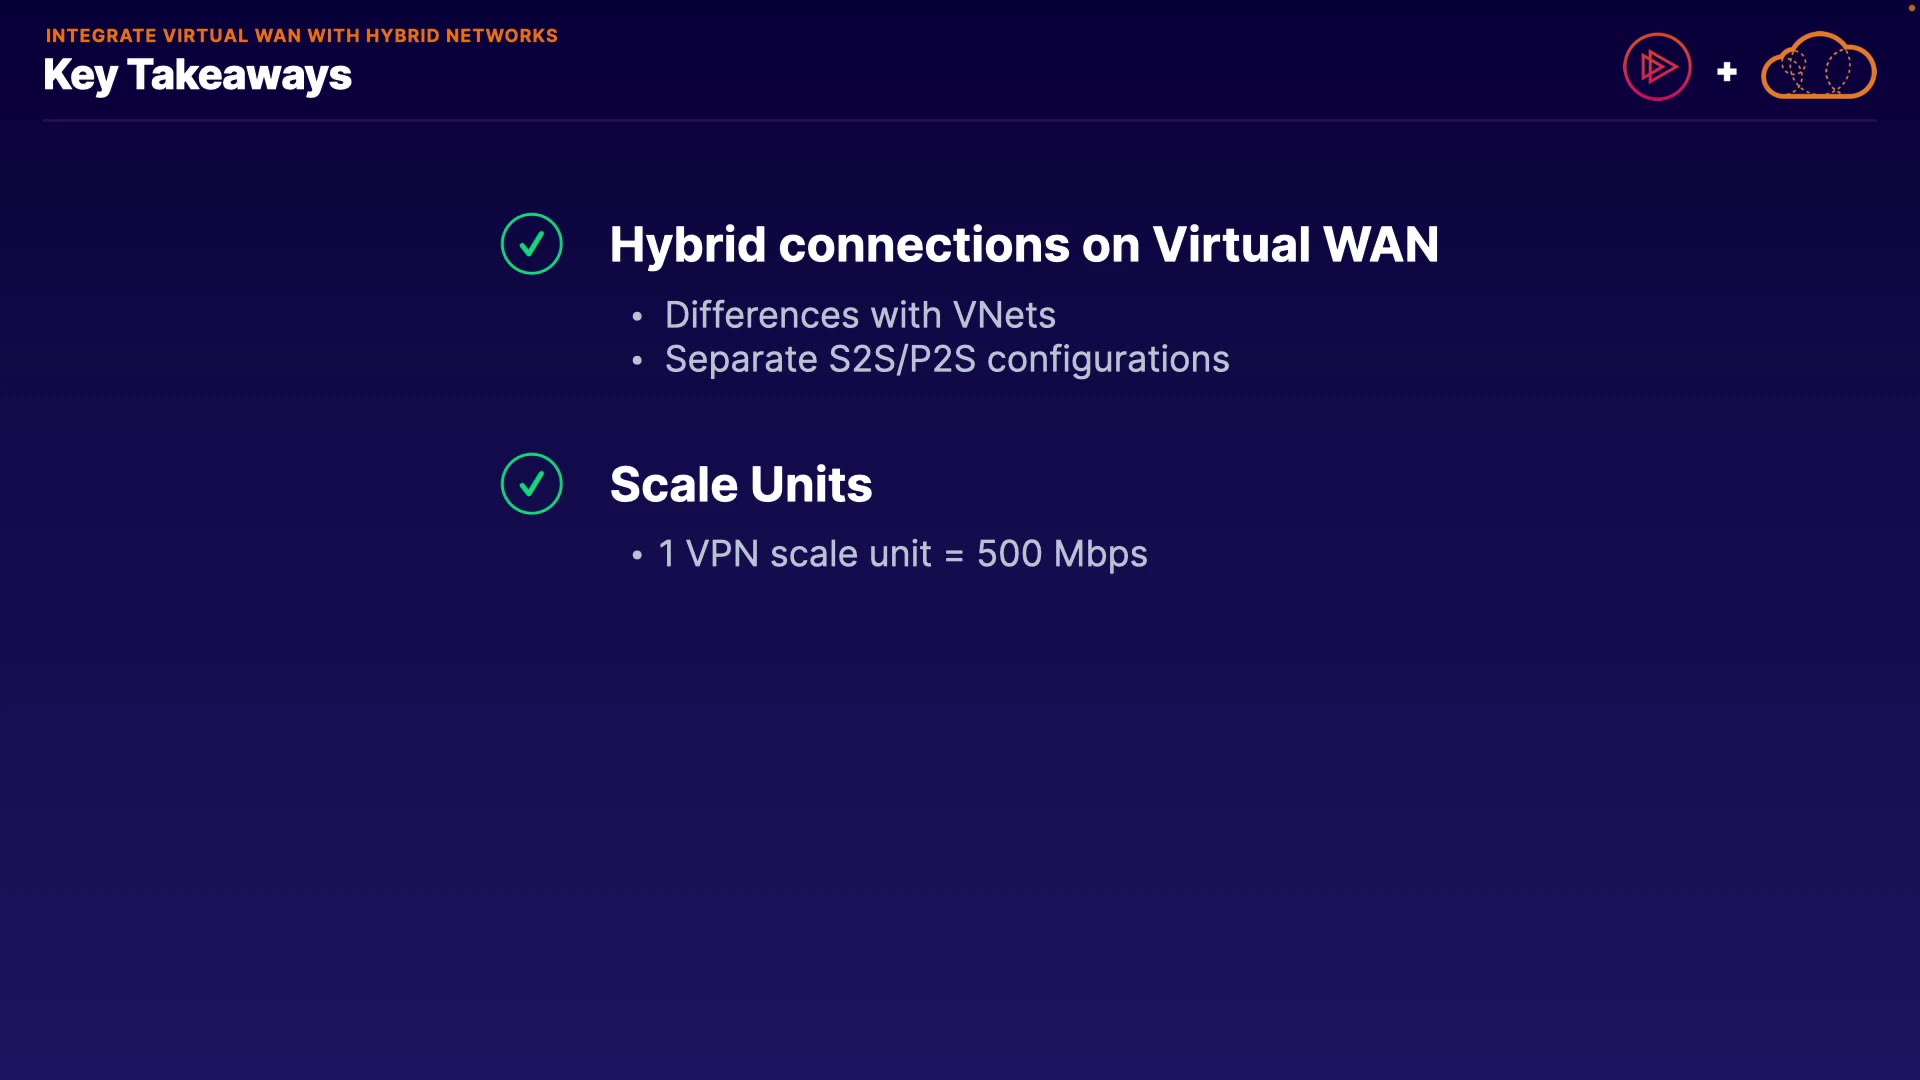 INTEGRATE VIRTUAL WAN WITH HYBRID NETWORKS
Key Takeaways
+
Hybrid connections on Virtual WAN
• Differences with VNets
• Separate S2S/P2S configurations
Scale Units
• 1 VPN scale unit = 500 Mbps